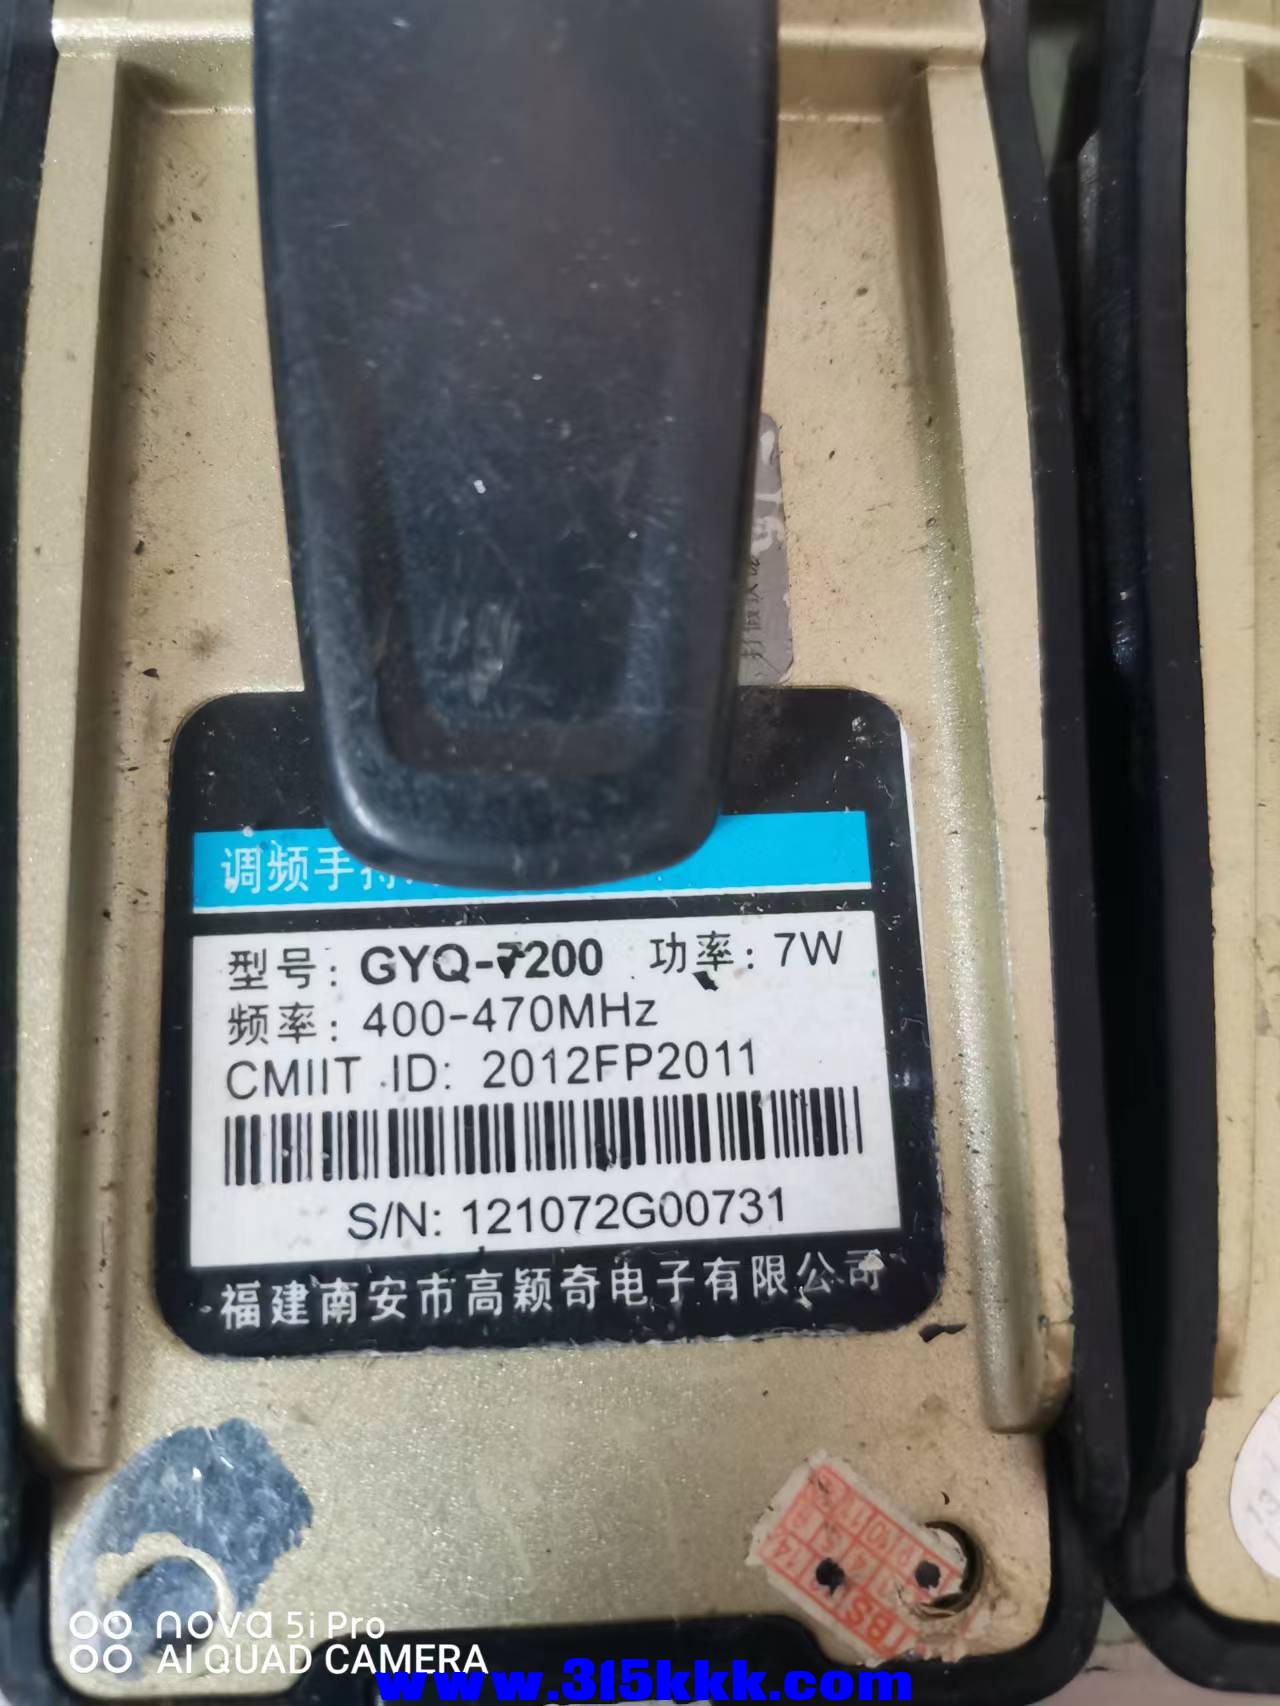 打假
调频手持
型号: GYQ-7200 功率: 7W
频率: 400-470MHz
CMIIT ID: 2012FP2011
S/N: 121072G00731
福建南安市高颖奇电子有限公司
nova 5i Pro
AI QUAD CAMERA
www.315kkk.com